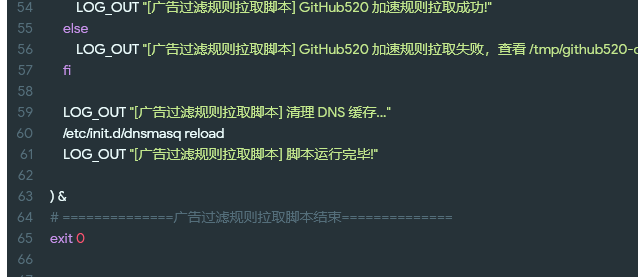 54 LOG_OUT "[广告过滤规则拉取脚本] GitHub520 加速规则拉取成功!"
55 else
56 LOG_OUT "[广告过滤规则拉取脚本] GitHub520 加速规则拉取失败，查看 /tmp/github520-
57 fi
58
59 LOG_OUT "[广告过滤规则拉取脚本] 清理 DNS 缓存…"
60 /etc/init.d/dnsmasq reload
61 LOG_OUT "[广告过滤规则拉取脚本] 脚本运行完毕!"
62
63 ) &
64 # ==============广告过滤规则拉取脚本结束==============
65 exit 0
66